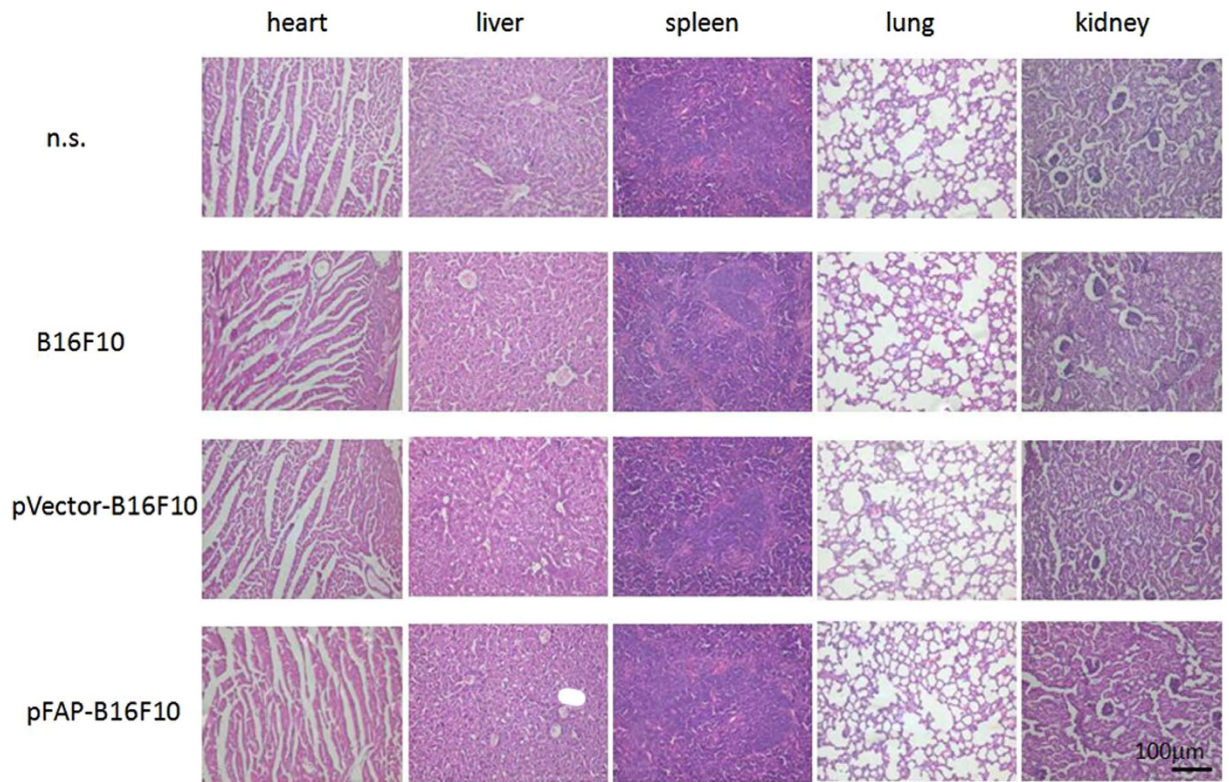 heart liver spleen lung kidney
n.s.
B16F10
pVector-B16F10
pFAP-B16F10
100μm